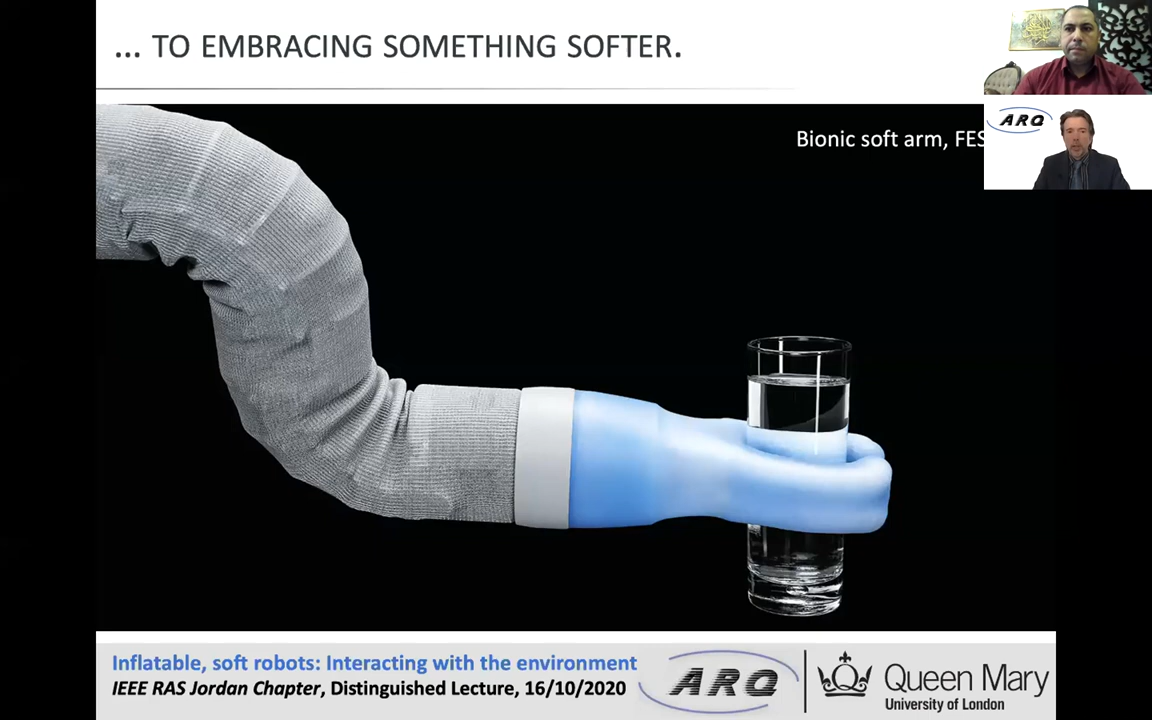 ... TO EMBRACING SOMETHING SOFTER.
Bionic soft arm, FES
ARQ
Inflatable, soft robots: Interacting with the environment
IEEE RAS Jordan Chapter, Distinguished Lecture, 16/10/2020
ARQ
Queen Mary
University of London